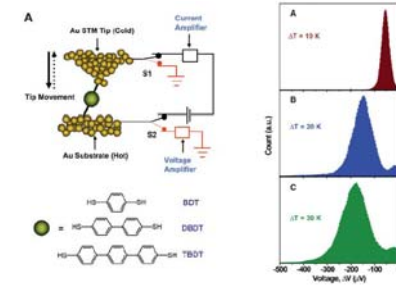 A
Au STM Tip (Cold)
Current
Amplifier
S1
Tip Movement
S2
Au Substrate (Hot)
Voltage
Amplifier
HS
SH
BDT
=
HS
SH
DBDT
HS
SH
TBDT
A
ΔT = 10 K
B
ΔT = 20 K
C
ΔT = 30 K
Count (a.u.)
-500 -400 -300 -200 -100
Voltage, ΔV (μV)